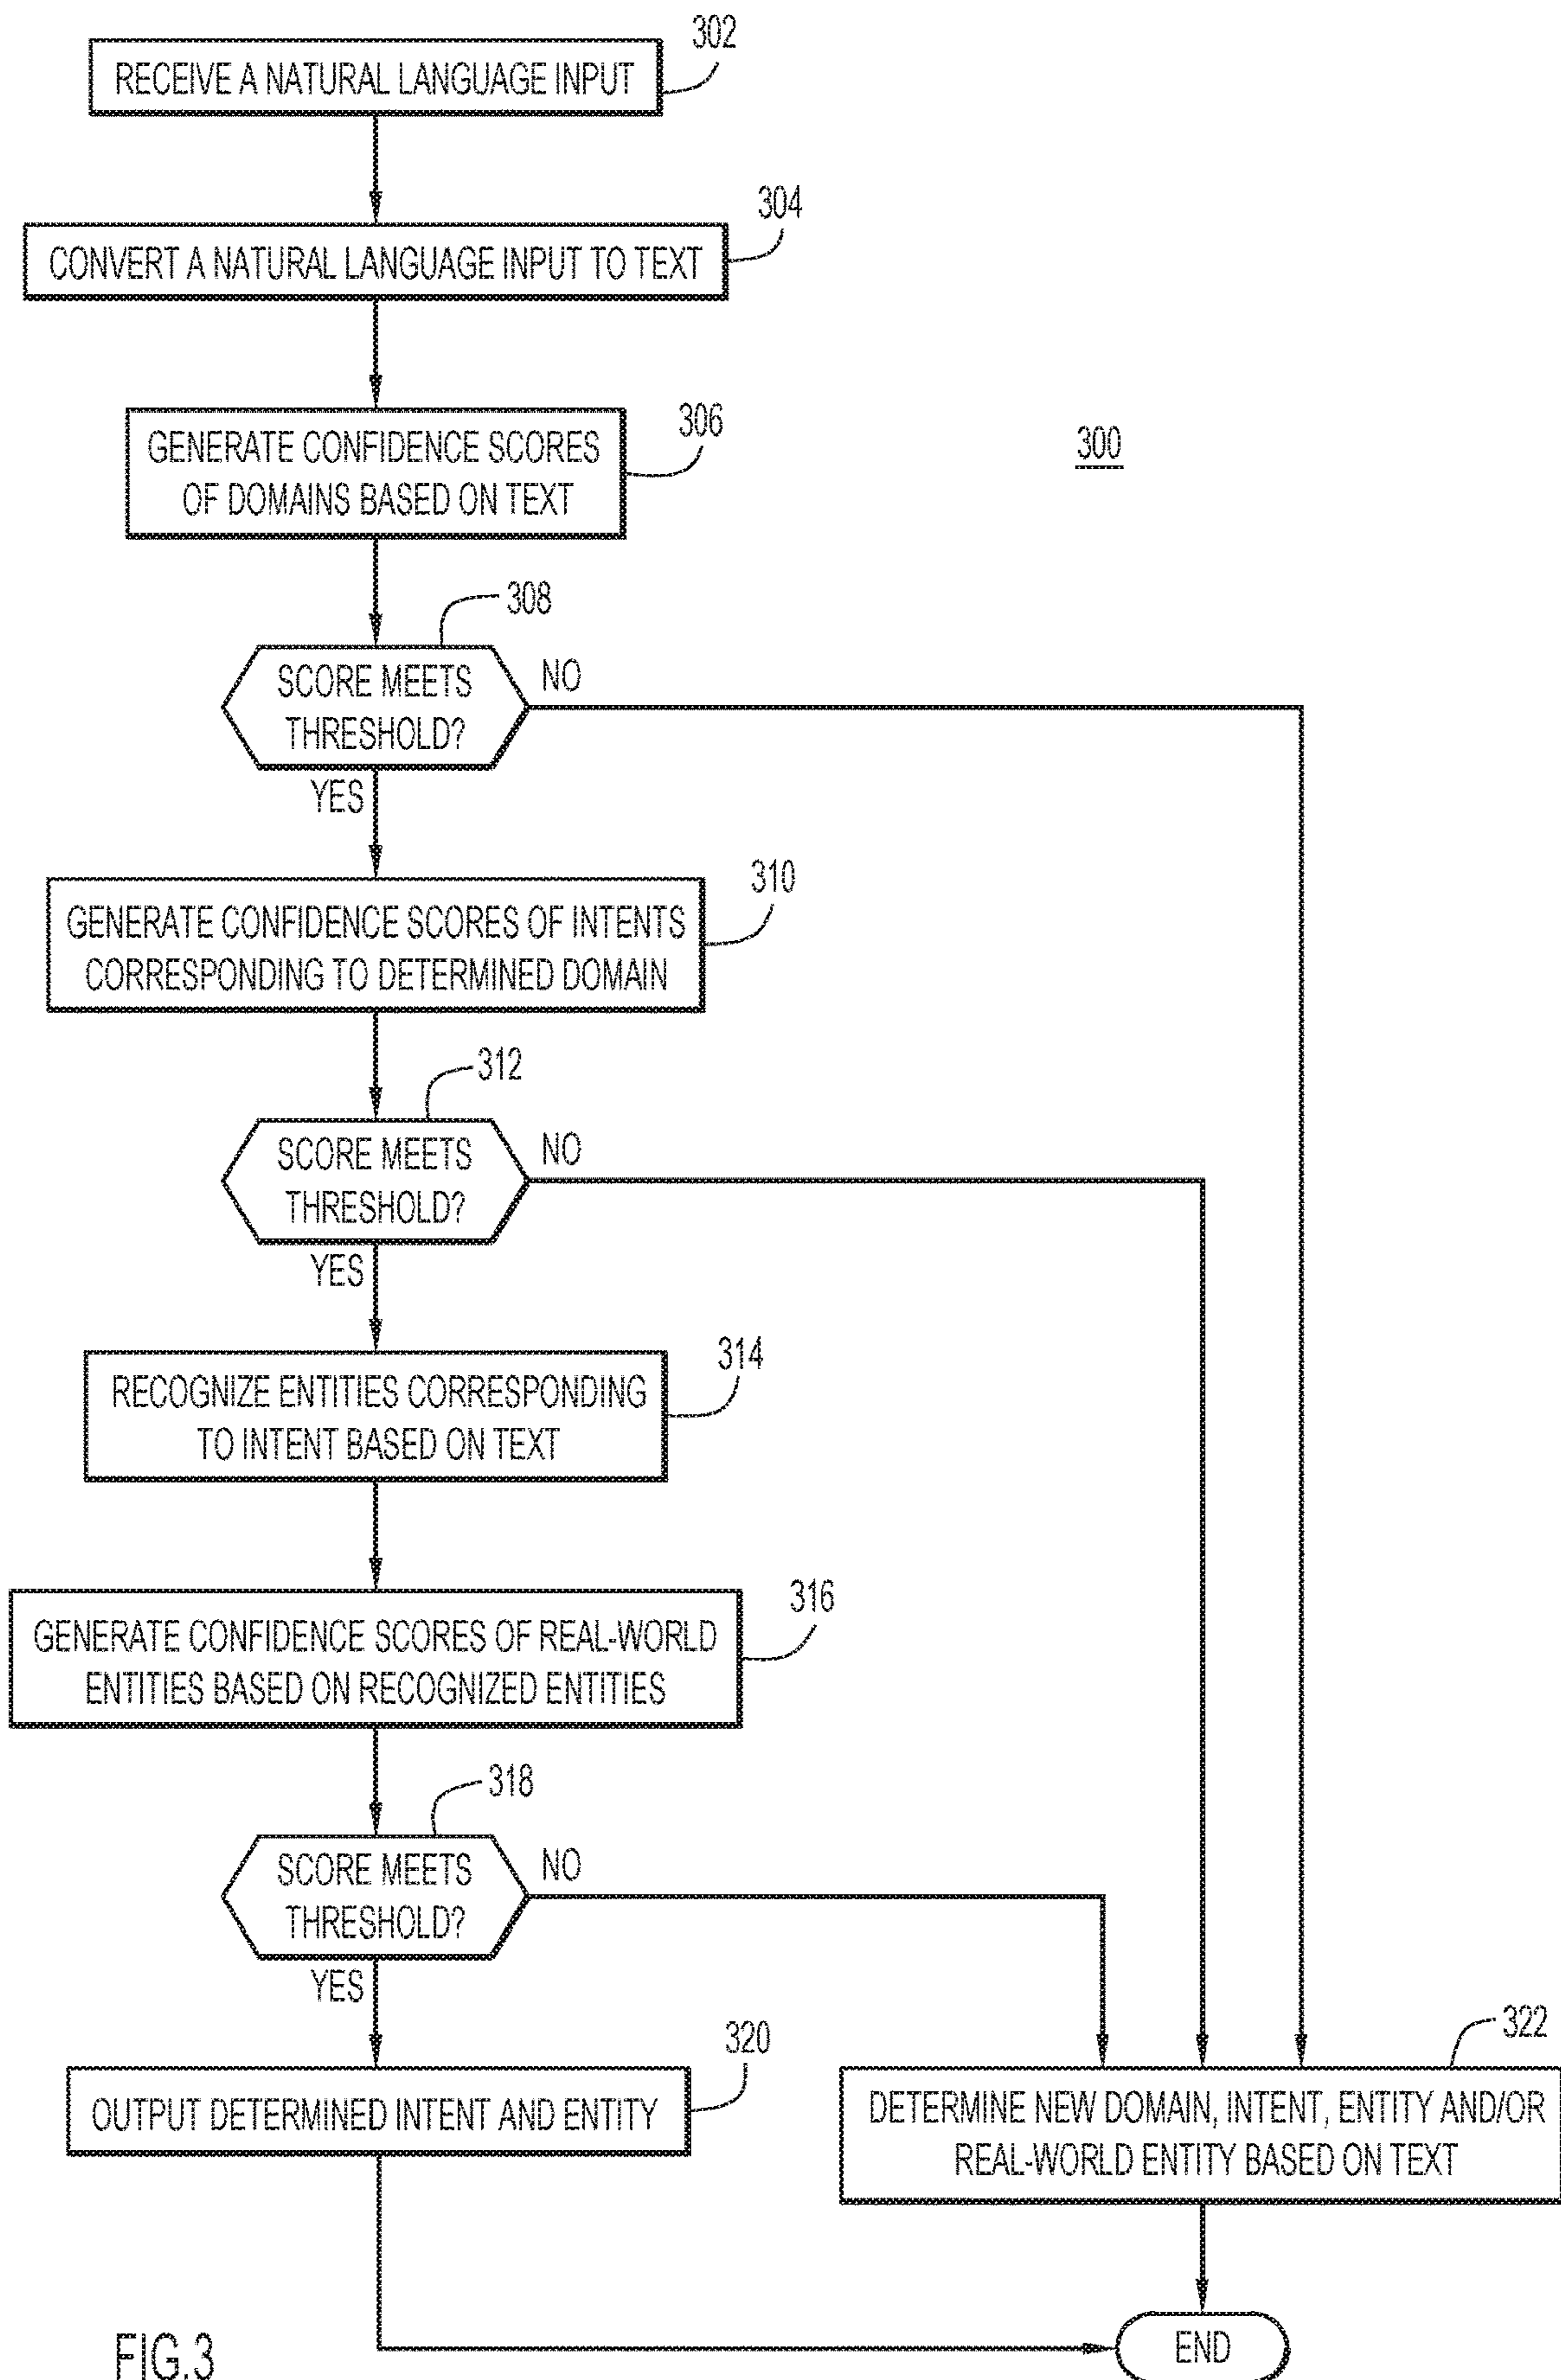 302
RECEIVE A NATURAL LANGUAGE INPUT
304
CONVERT A NATURAL LANGUAGE INPUT TO TEXT
306
GENERATE CONFIDENCE SCORES
OF DOMAINS BASED ON TEXT
300
308
SCORE MEETS
THRESHOLD?
NO
YES
310
GENERATE CONFIDENCE SCORES OF INTENTS
CORRESPONDING TO DETERMINED DOMAIN
312
SCORE MEETS
THRESHOLD?
NO
YES
314
RECOGNIZE ENTITIES CORRESPONDING
TO INTENT BASED ON TEXT
316
GENERATE CONFIDENCE SCORES OF REAL-WORLD
ENTITIES BASED ON RECOGNIZED ENTITIES
318
SCORE MEETS
THRESHOLD?
NO
YES
320
OUTPUT DETERMINED INTENT AND ENTITY
322
DETERMINE NEW DOMAIN, INTENT, ENTITY AND/OR
REAL-WORLD ENTITY BASED ON TEXT
END
FIG.3